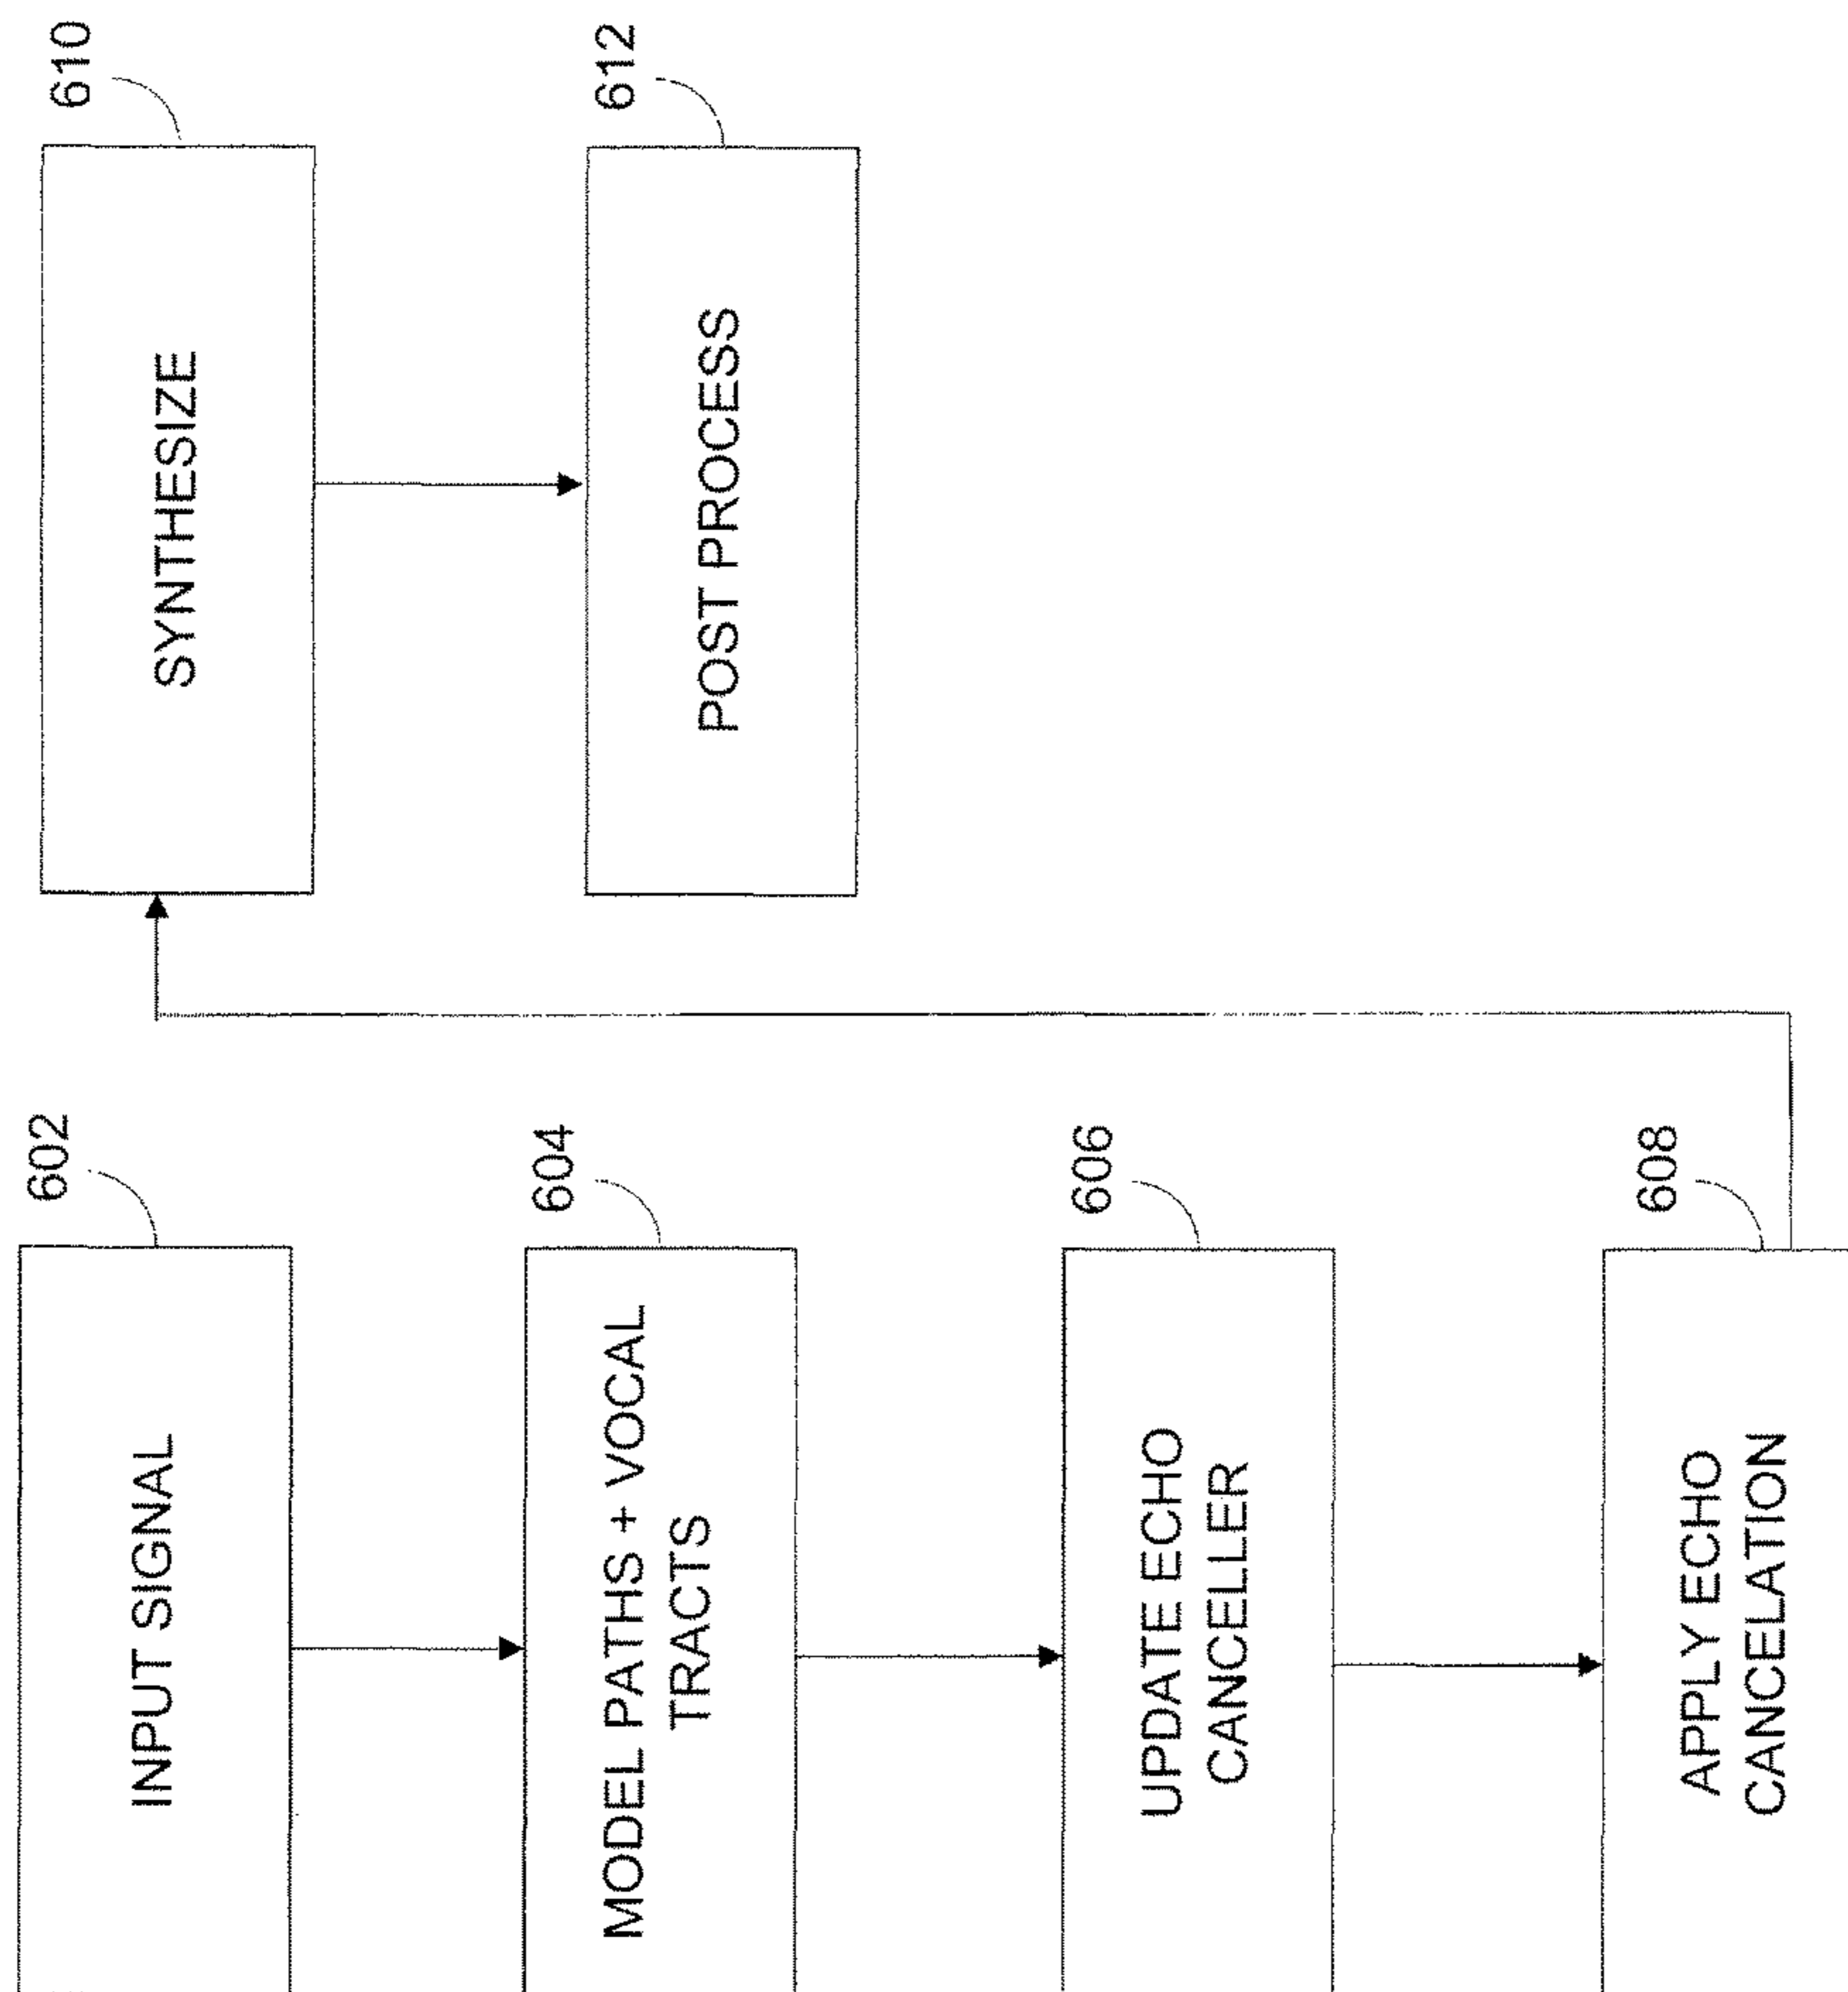 602
INPUT SIGNAL
604
MODEL PATHS + VOCAL
TRACTS
606
UPDATE ECHO
CANCELLER
608
APPLY ECHO
CANCELATION
610
SYNTHESIZE
612
POST PROCESS